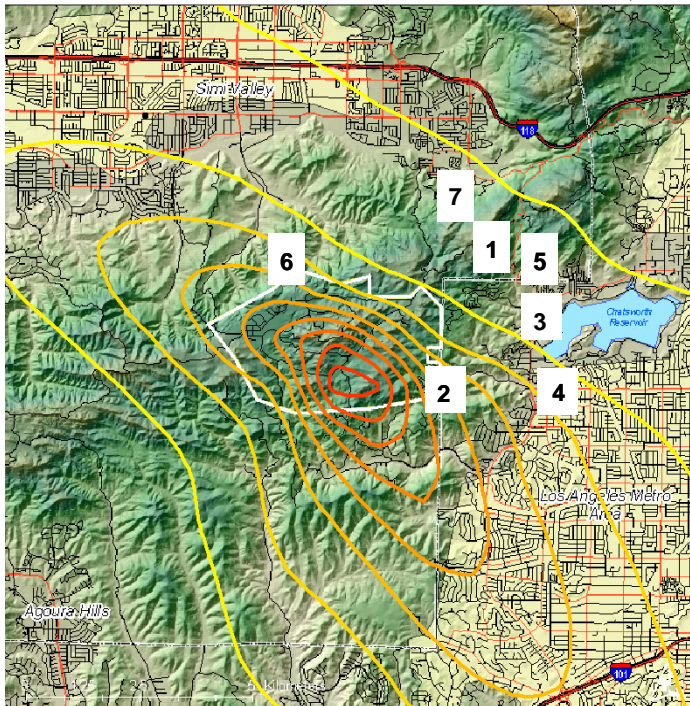 Simi Valley
118
7
1
5
6
3
Chatsworth
Reservoir
2
4
Los Angeles Metro
Area
Agoura Hills
101